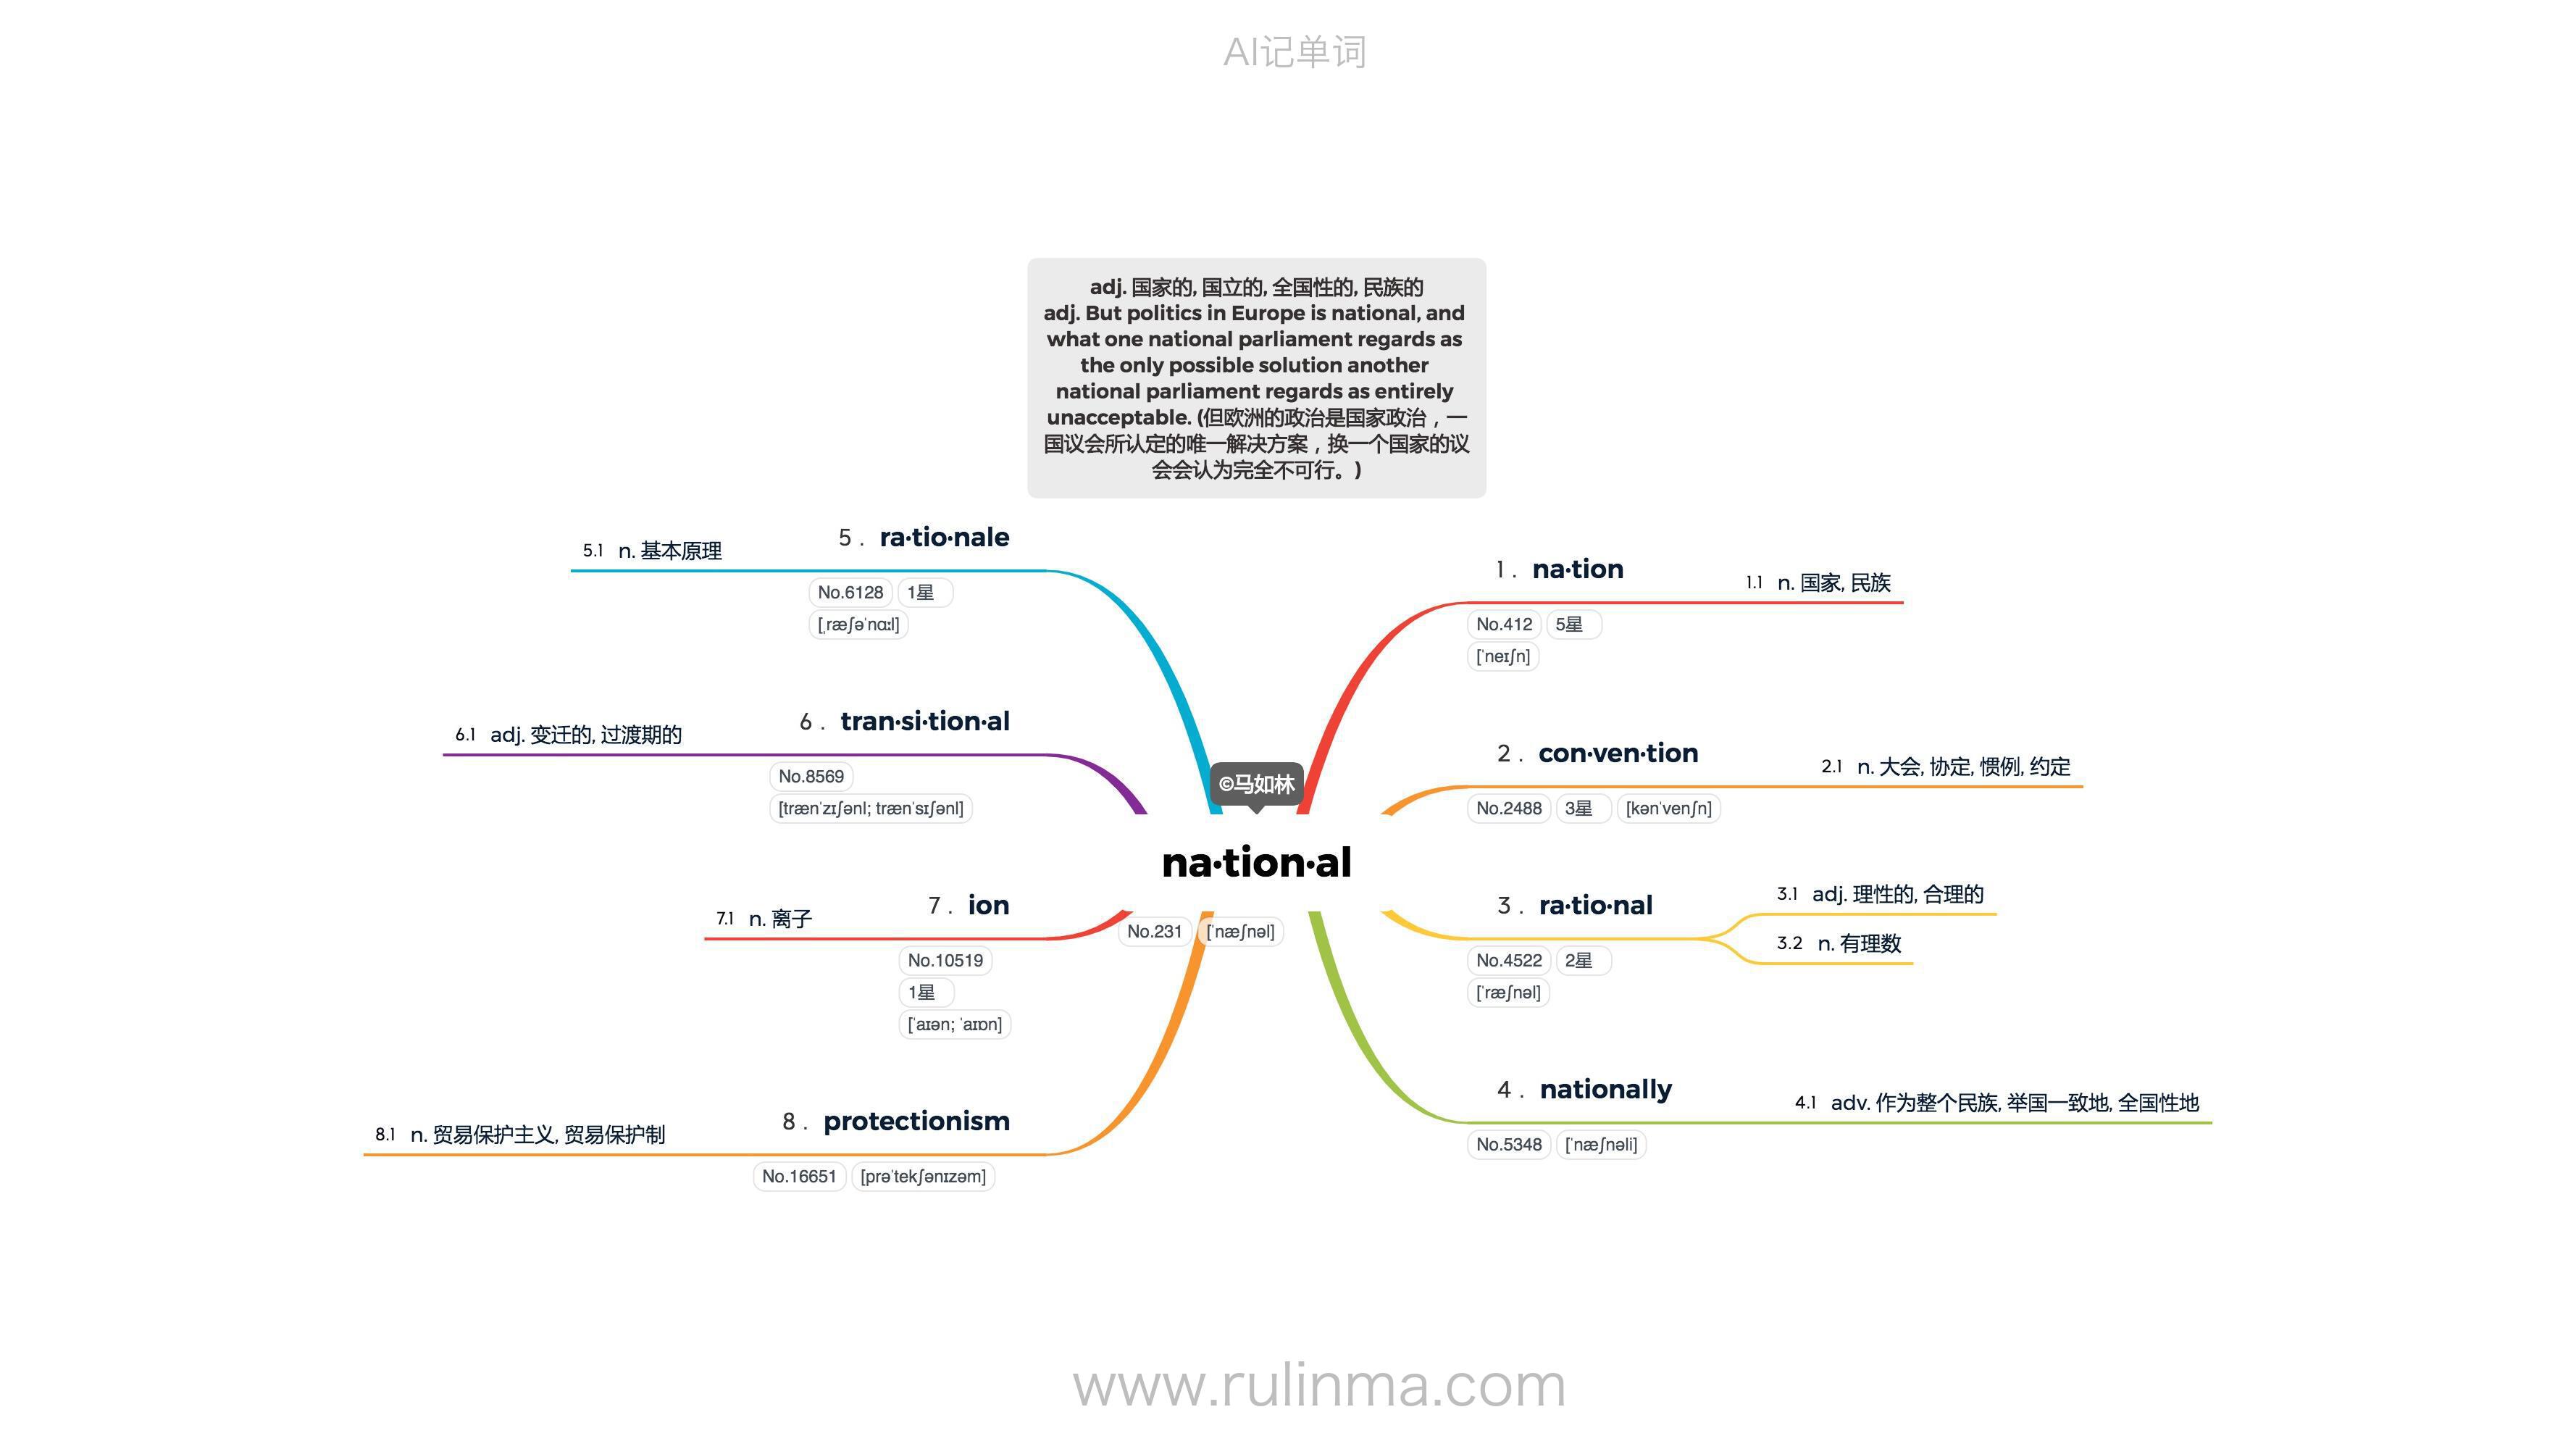 AI记单词
adj. 国家的, 国立的, 全国性的, 民族的
adj. But politics in Europe is national, and
what one national parliament regards as
the only possible solution another
national parliament regards as entirely
unacceptable. (但欧洲的政治是国家政治，一
国议会所认定的唯一解决方案，换一个国家的议
会会认为完全不可行。)
©马如林
na·tion·al
No.231 [ˈnæʃnəl]
1 . na·tion
No.412 5星
[ˈneɪʃn]
1.1 n. 国家, 民族
2 . con·ven·tion
No.2488 3星 [kənˈvenʃn]
2.1 n. 大会, 协定, 惯例, 约定
3 . ra·tio·nal
No.4522 2星
[ˈræʃnəl]
3.1 adj. 理性的, 合理的
3.2 n. 有理数
4 . nationally
No.5348 [ˈnæʃnəli]
4.1 adv. 作为整个民族, 举国一致地, 全国性地
5 . ra·tio·nale
No.6128 1星
[ˌræʃəˈnɑːl]
5.1 n. 基本原理
6 . tran·si·tion·al
No.8569
[trænˈzɪʃənl; trænˈsɪʃənl]
6.1 adj. 变迁的, 过渡期的
7 . ion
No.10519
1星
[ˈaɪən; ˈaɪɒn]
7.1 n. 离子
8 . protectionism
No.16651 [prəˈtekʃənɪzəm]
8.1 n. 贸易保护主义, 贸易保护制
www.rulinma.com